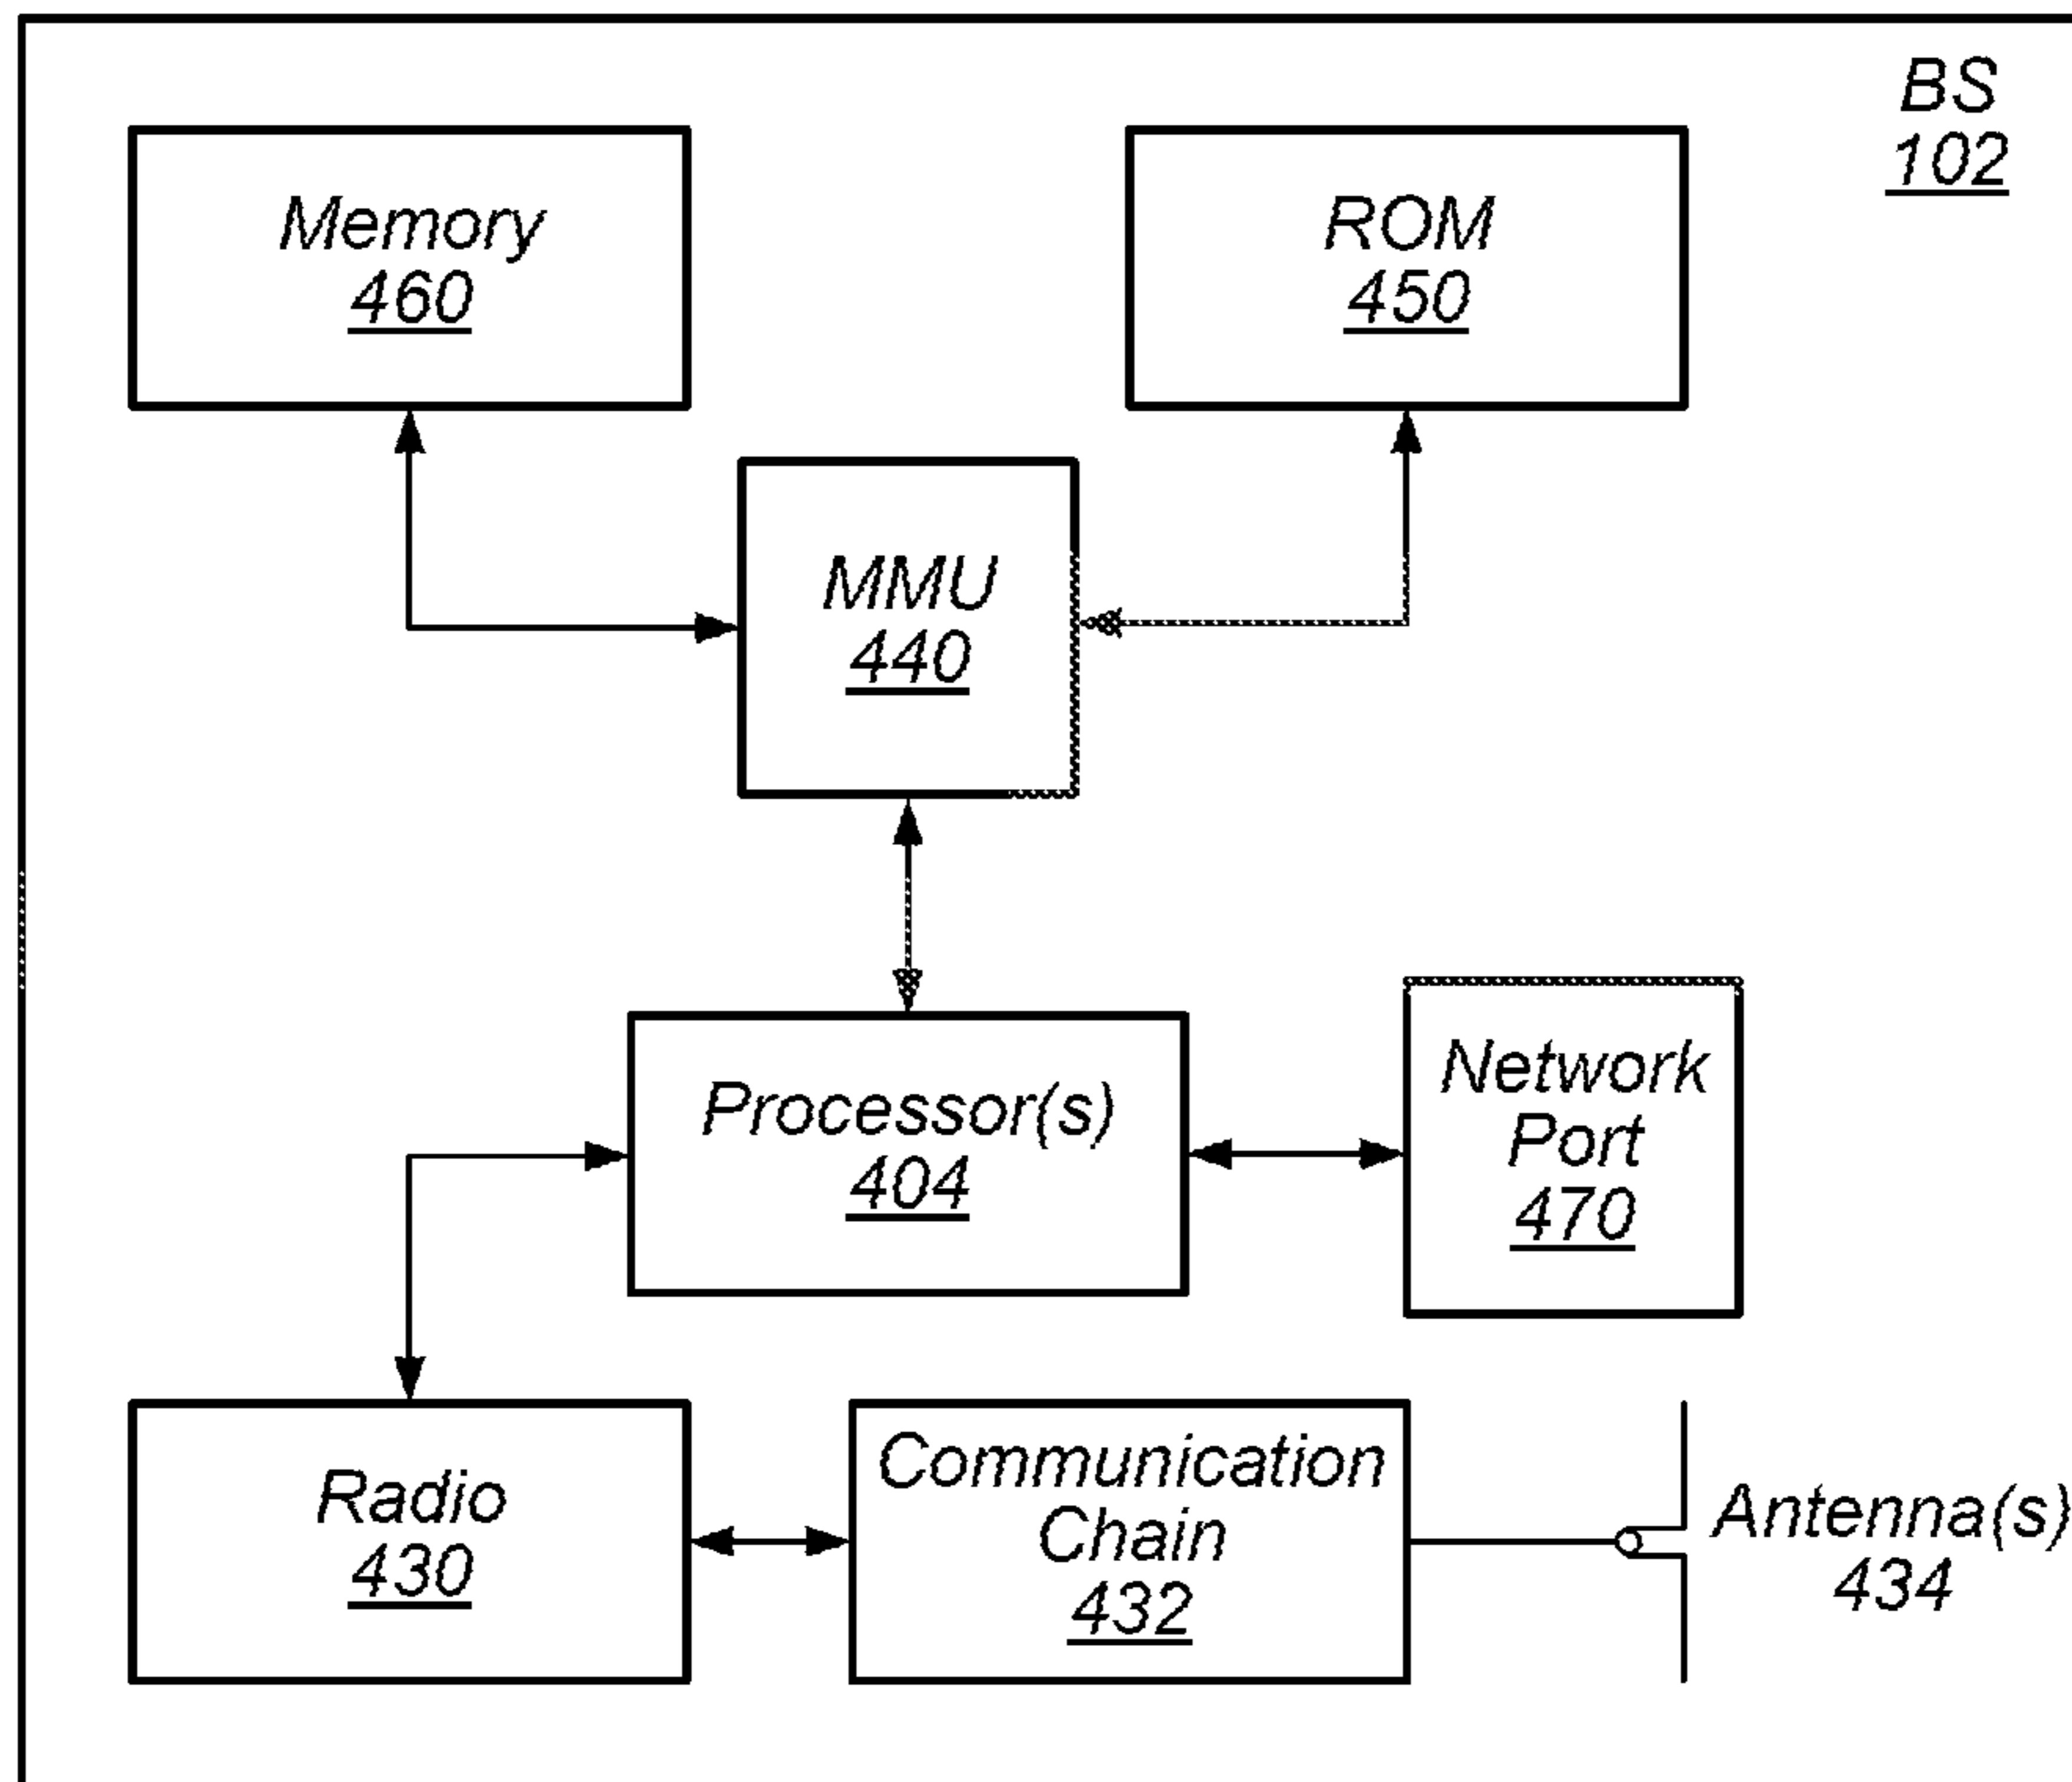 BS
102
Memory
460
ROM
450
MMU
440
Processor(s)
404
Network
Port
470
Radio
430
Communication
Chain
432
Antenna(s)
434